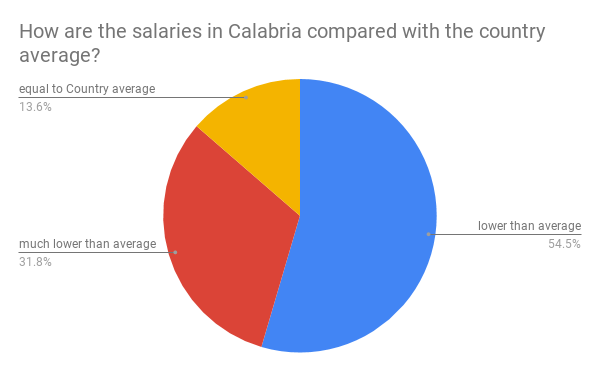 How are the salaries in Calabria compared with the country
average?
equal to Country average
13.6%
lower than average
54.5%
much lower than average
31.8%